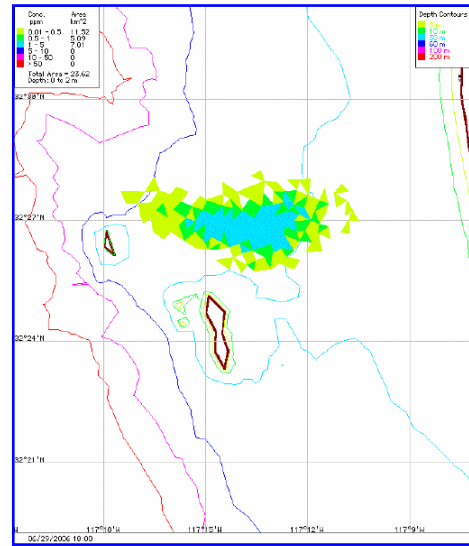 Conc. Area
ppm km^2
0.01 - 0.5 11.52
0.5 - 1 5.09
1 - 5 7.01
5 - 10 0
10 - 50 0
> 50 0
Total Area = 23.62
Depth: 0 to 2 m
Depth Contours
10 m
60 m
100 m
200 m
32°30'N
32°27'N
32°24'N
32°21'N
117°18'W
117°15'W
117°12'W
117°9'W
06/29/2006 10:00